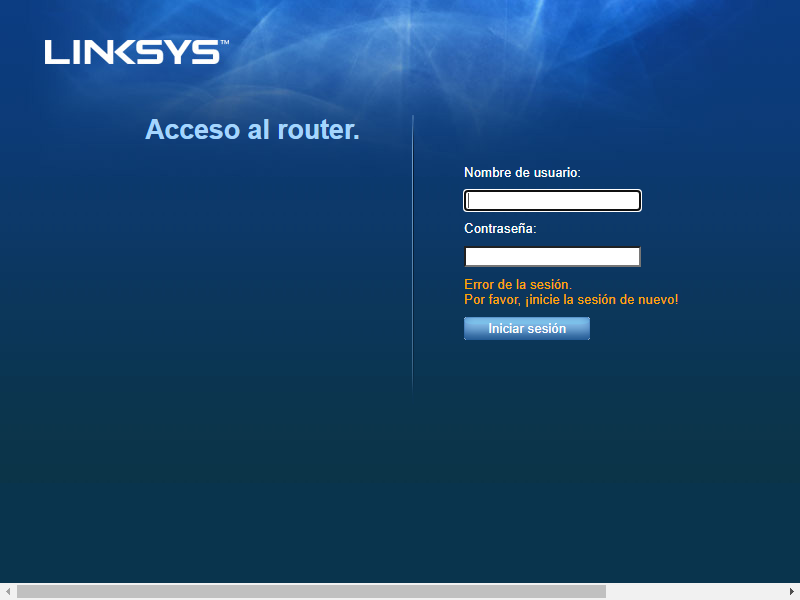 LINKSYS™
Acceso al router.
Nombre de usuario:
Contraseña:
Error de la sesión.
Por favor, ¡inicie la sesión de nuevo!
Iniciar sesión